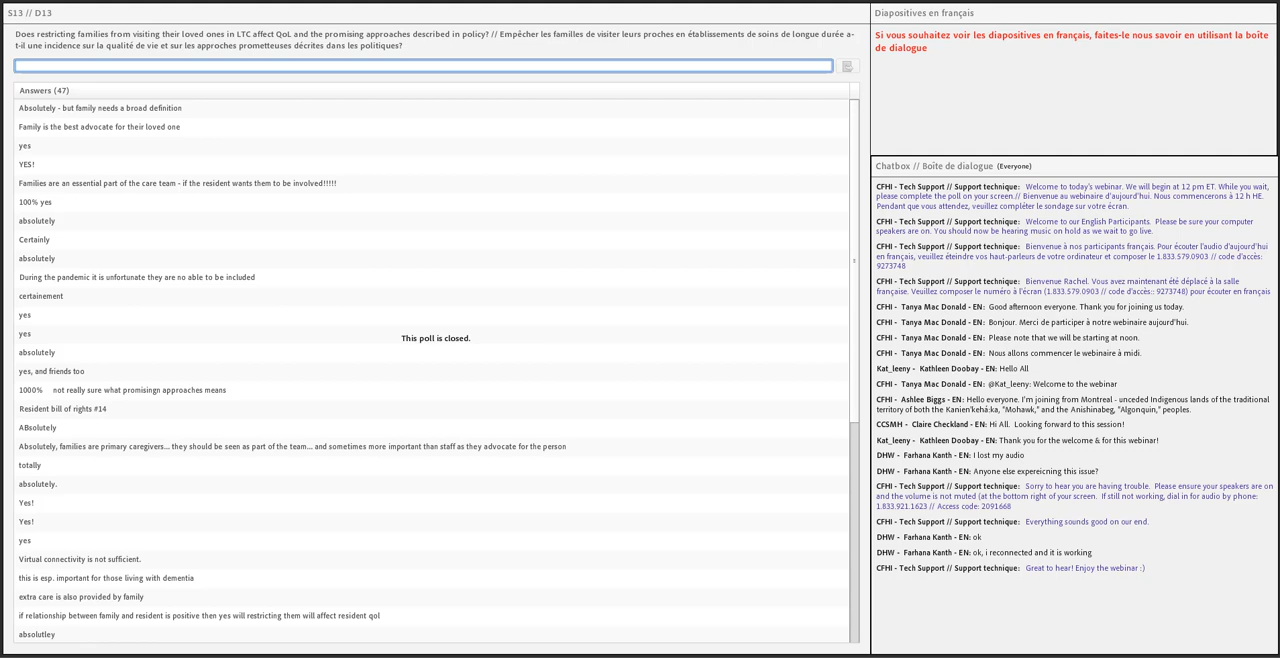 S13 // D13
Does restricting families from visiting their loved ones in LTC affect QoL and the promising approaches described in policy? // Empêcher les familles de visiter leurs proches en établissements de soins de longue durée a-
t-il une incidence sur la qualité de vie et sur les approches prometteuses décrites dans les politiques?
Answers (47)
Absolutely - but family needs a broad definition
Family is the best advocate for their loved one
yes
YES!
Families are an essential part of the care team - if the resident wants them to be involved!!!!!
100% yes
absolutely
Certainly
absolutely
During the pandemic it is unfortunate they are no able to be included
certainement
yes
yes
This poll is closed.
absolutely
yes, and friends too
1000%    not really sure what promisingn approaches means
Resident bill of rights #14
ABsolutely
Absolutely, families are primary caregivers... they should be seen as part of the team... and sometimes more important than staff as they advocate for the person
totally
absolutely.
Yes!
Yes!
yes
Virtual connectivity is not sufficient.
this is esp. important for those living with dementia
extra care is also provided by family
if relationship between family and resident is positive then yes will restricting them will affect resident qol
absolutley
Diapositives en français
Si vous souhaitez voir les diapositives en français, faites-le nous savoir en utilisant la boîte
de dialogue
Chatbox // Boîte de dialogue (Everyone)
CFHI - Tech Support // Support technique: Welcome to today's webinar. We will begin at 12 pm ET. While you wait,
please complete the poll on your screen.// Bienvenue au webinaire d'aujourd'hui. Nous commencerons à 12 h HE.
Pendant que vous attendez, veuillez compléter le sondage sur votre écran.
CFHI - Tech Support // Support technique: Welcome to our English Participants. Please be sure your computer
speakers are on. You should now be hearing music on hold as we wait to go live.
CFHI - Tech Support // Support technique: Bienvenue à nos participants français. Pour écouter l'audio d'aujourd'hui
en français, veuillez éteindre vos haut-parleurs de votre ordinateur et composer le 1.833.579.0903 // code d'accès:
9273748
CFHI - Tech Support // Support technique: Bienvenue Rachel. Vous avez maintenant été déplacé à la salle
française. Veuillez composer le numéro à l'écran (1.833.579.0903 // code d'accès:: 9273748) pour écouter en français
CFHI - Tanya Mac Donald - EN: Good afternoon everyone. Thank you for joining us today.
CFHI - Tanya Mac Donald - EN: Bonjour. Merci de participer à notre webinaire aujourd'hui.
CFHI - Tanya Mac Donald - EN: Please note that we will be starting at noon.
CFHI - Tanya Mac Donald - EN: Nous allons commencer le webinaire à midi.
Kat_leeny - Kathleen Doobay - EN: Hello All
CFHI - Tanya Mac Donald - EN: @Kat_leeny: Welcome to the webinar
CFHI - Ashlee Biggs - EN: Hello everyone. I'm joining from Montreal - unceded Indigenous lands of the traditional
territory of both the Kanien'kehá:ka, "Mohawk," and the Anishinabeg, "Algonquin," peoples.
CCSMH - Claire Checkland - EN: Hi All. Looking forward to this session!
Kat_leeny - Kathleen Doobay - EN: Thank you for the welcome & for this webinar!
DHW - Farhana Kanth - EN: I lost my audio
DHW - Farhana Kanth - EN: Anyone else expereicning this issue?
CFHI - Tech Support // Support technique: Sorry to hear you are having trouble. Please ensure your speakers are on
and the volume is not muted (at the bottom right of your screen. If still not working, dial in for audio by phone:
1.833.921.1623 // Access code: 2091668
CFHI - Tech Support // Support technique: Everything sounds good on our end.
DHW - Farhana Kanth - EN: ok
DHW - Farhana Kanth - EN: ok, i reconnected and it is working
CFHI - Tech Support // Support technique: Great to hear! Enjoy the webinar :)